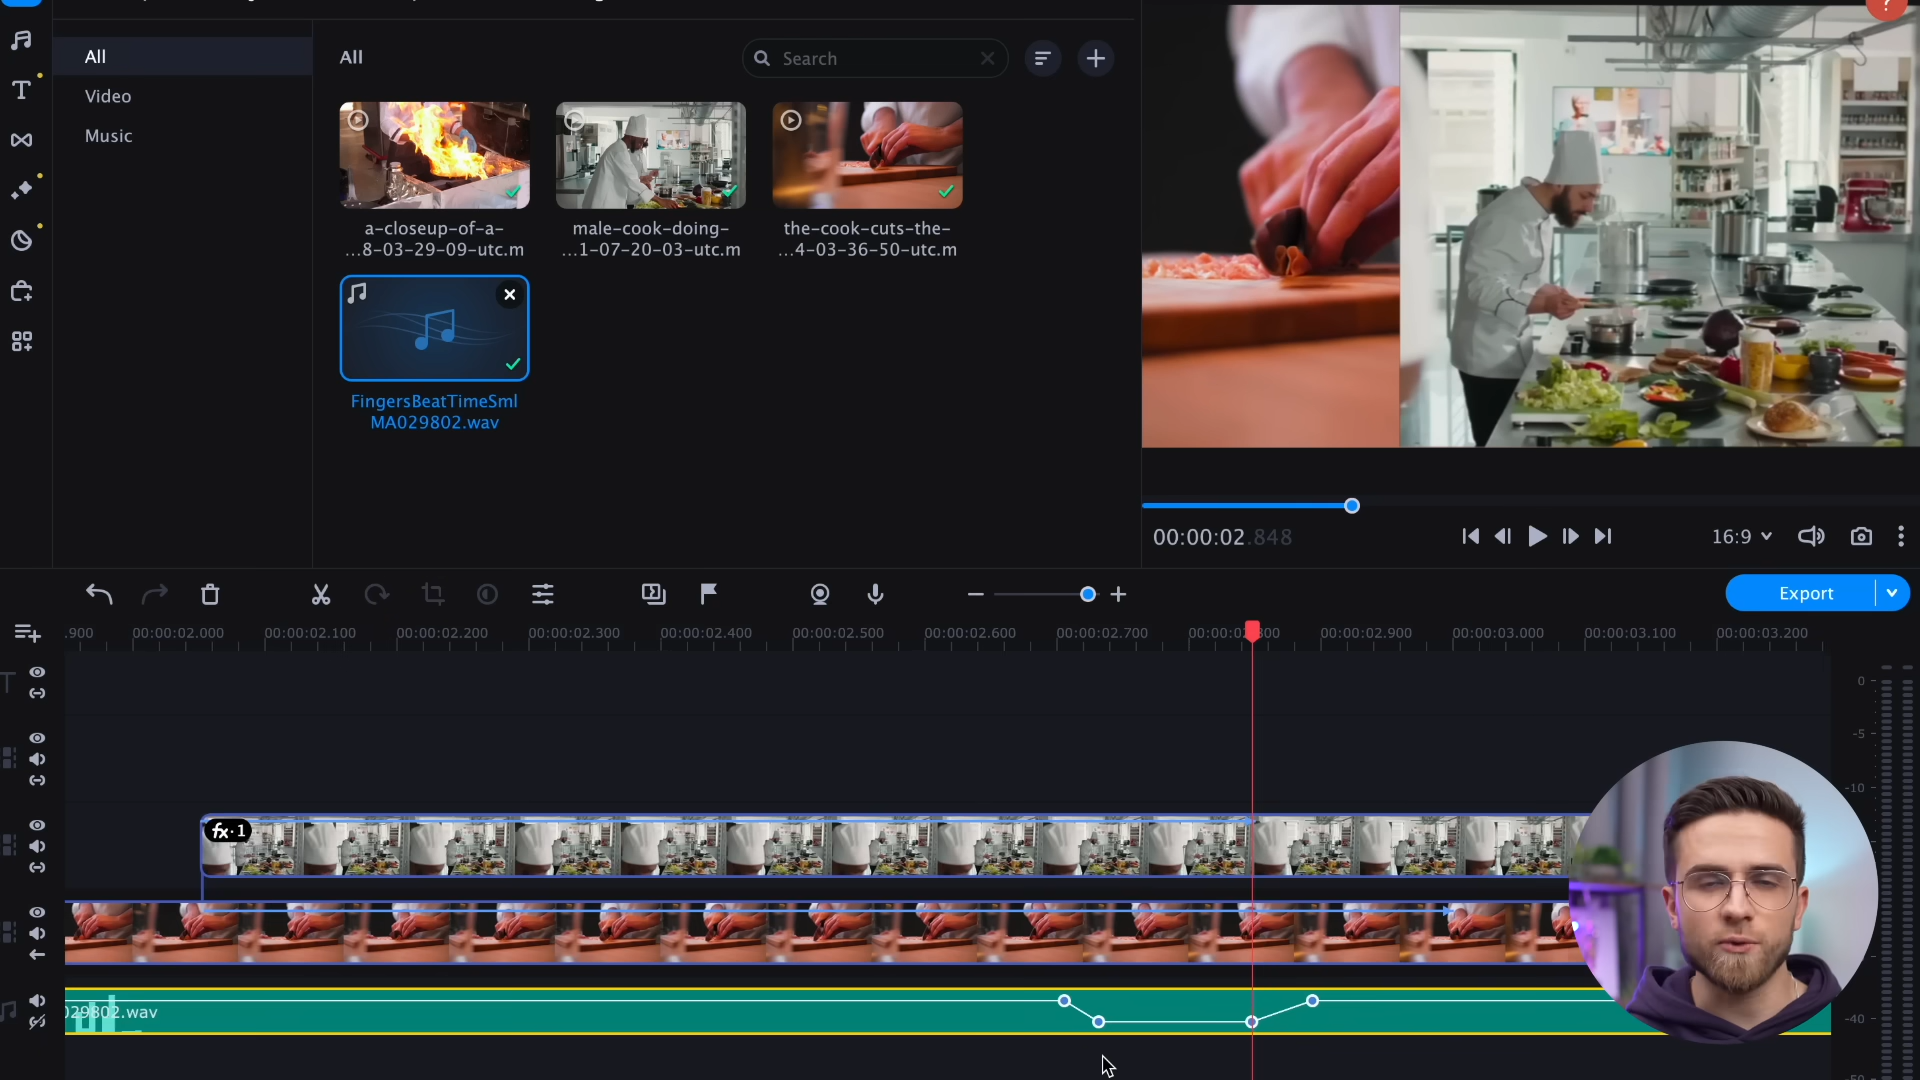 All
Video
Music
All
Search
a-closeup-of-a-
...8-03-29-09-utc.m
male-cook-doing-
...1-07-20-03-utc.m
the-cook-cuts-the-
...4-03-36-50-utc.m
FingersBeatTimeSml
MA029802.wav
?
00:00:02.848
16:9
Export
.900
00:00:02.000
00:00:02.100
00:00:02.200
00:00:02.300
00:00:02.400
00:00:02.500
00:00:02.600
00:00:02.700
00:00:02.900
00:00:03.000
00:00:03.100
00:00:03.200
0
-5
-10
-40
fx·1
029802.wav